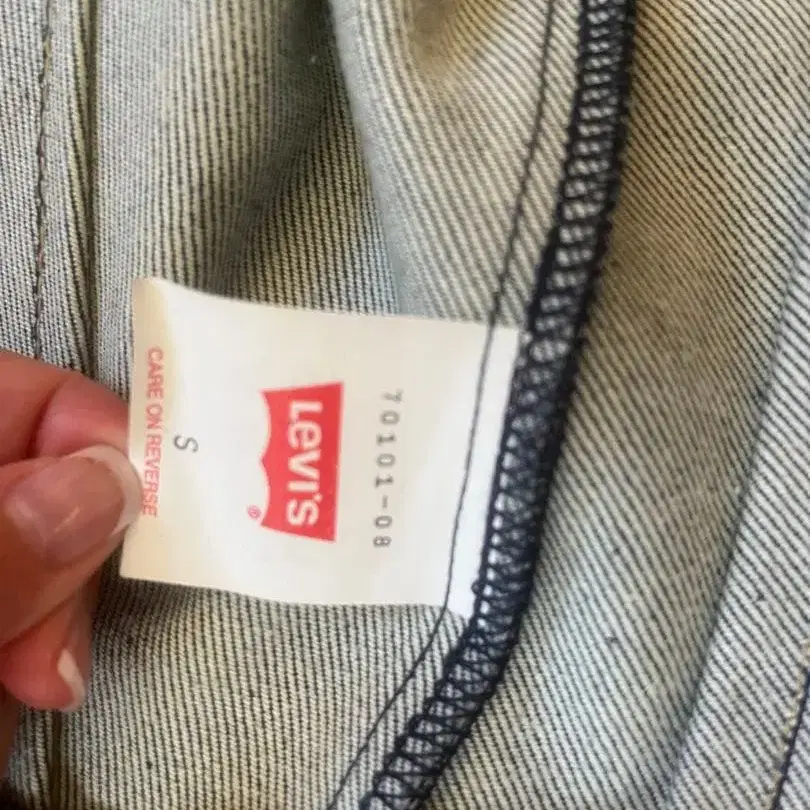 70101-08
LEVI'S®
S
CARE ON REVERSE